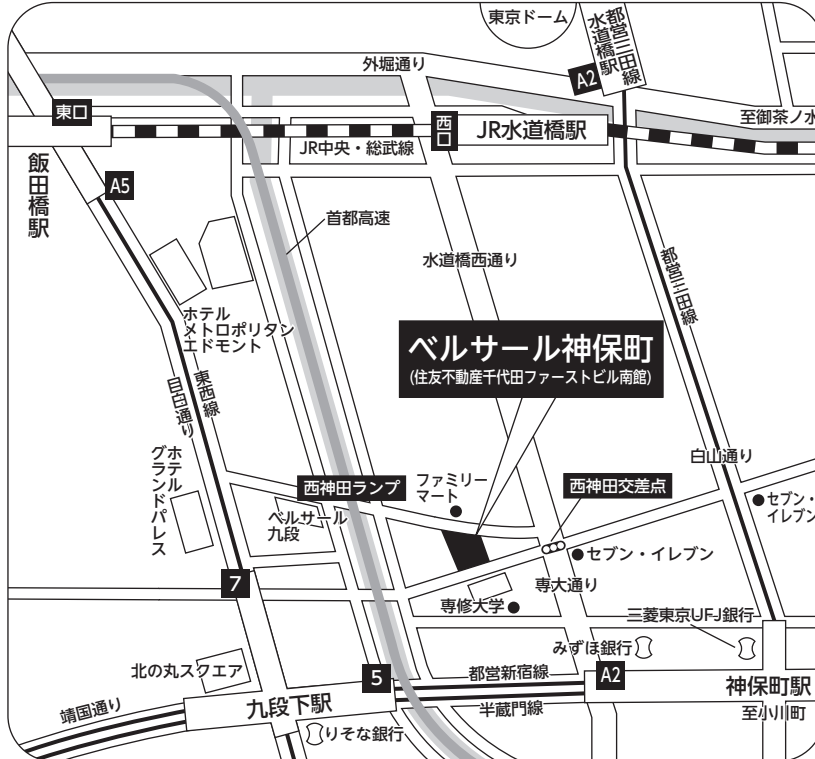 東京ドーム
都営三田線
水道橋駅
A2
外堀通り
東口
西口
JR水道橋駅
至御茶ノ水
JR中央・総武線
飯田橋駅
A5
首都高速
水道橋西通り
都営三田線
ホテル
メトロポリタン
エドモント
ベルサール神保町
(住友不動産千代田ファーストビル南館)
東西線
目白通り
白山通り
ホテル
グランドパレス
西神田ランプ
ファミリー
マート
西神田交差点
セブン・
イレブン
ベルサール
九段
セブン・イレブン
7
専大通り
専修大学
三菱東京UFJ銀行
みずほ銀行
北の丸スクエア
5
都営新宿線
A2
神保町駅
九段下駅
靖国通り
半蔵門線
至小川町
りそな銀行